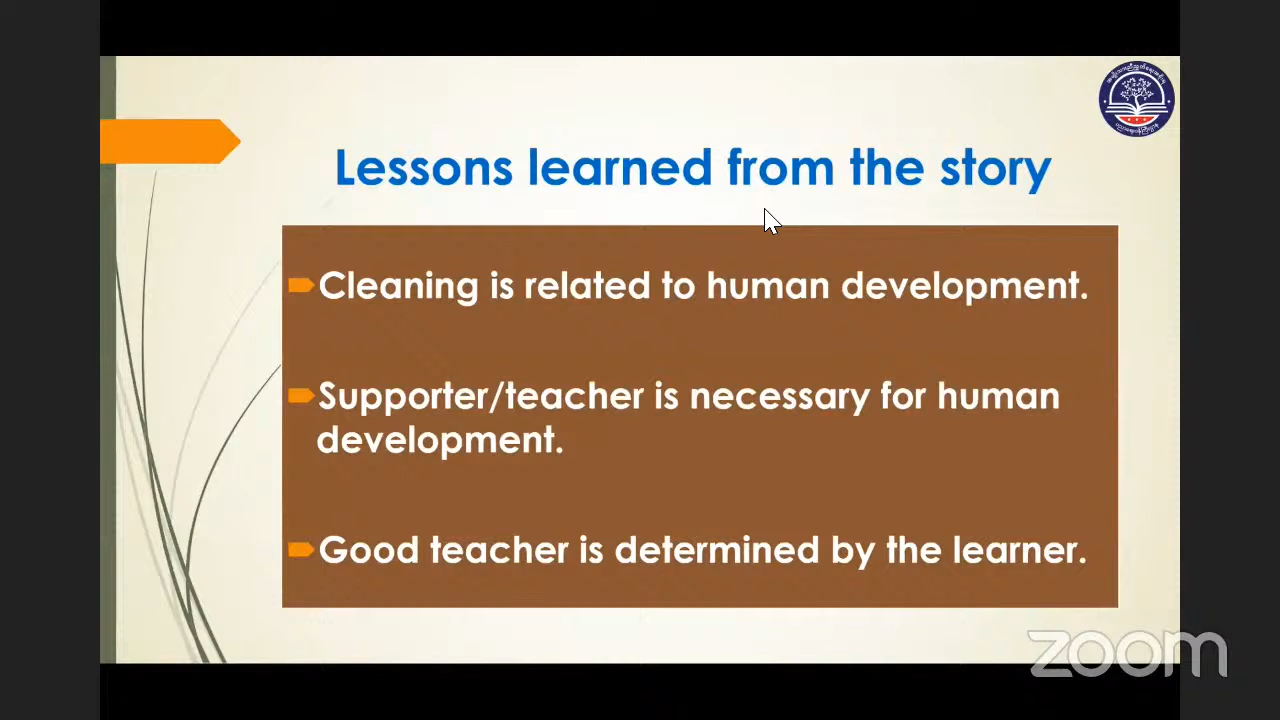 Lessons learned from the story
Cleaning is related to human development.
Supporter/teacher is necessary for human
development.
Good teacher is determined by the learner.
zoom